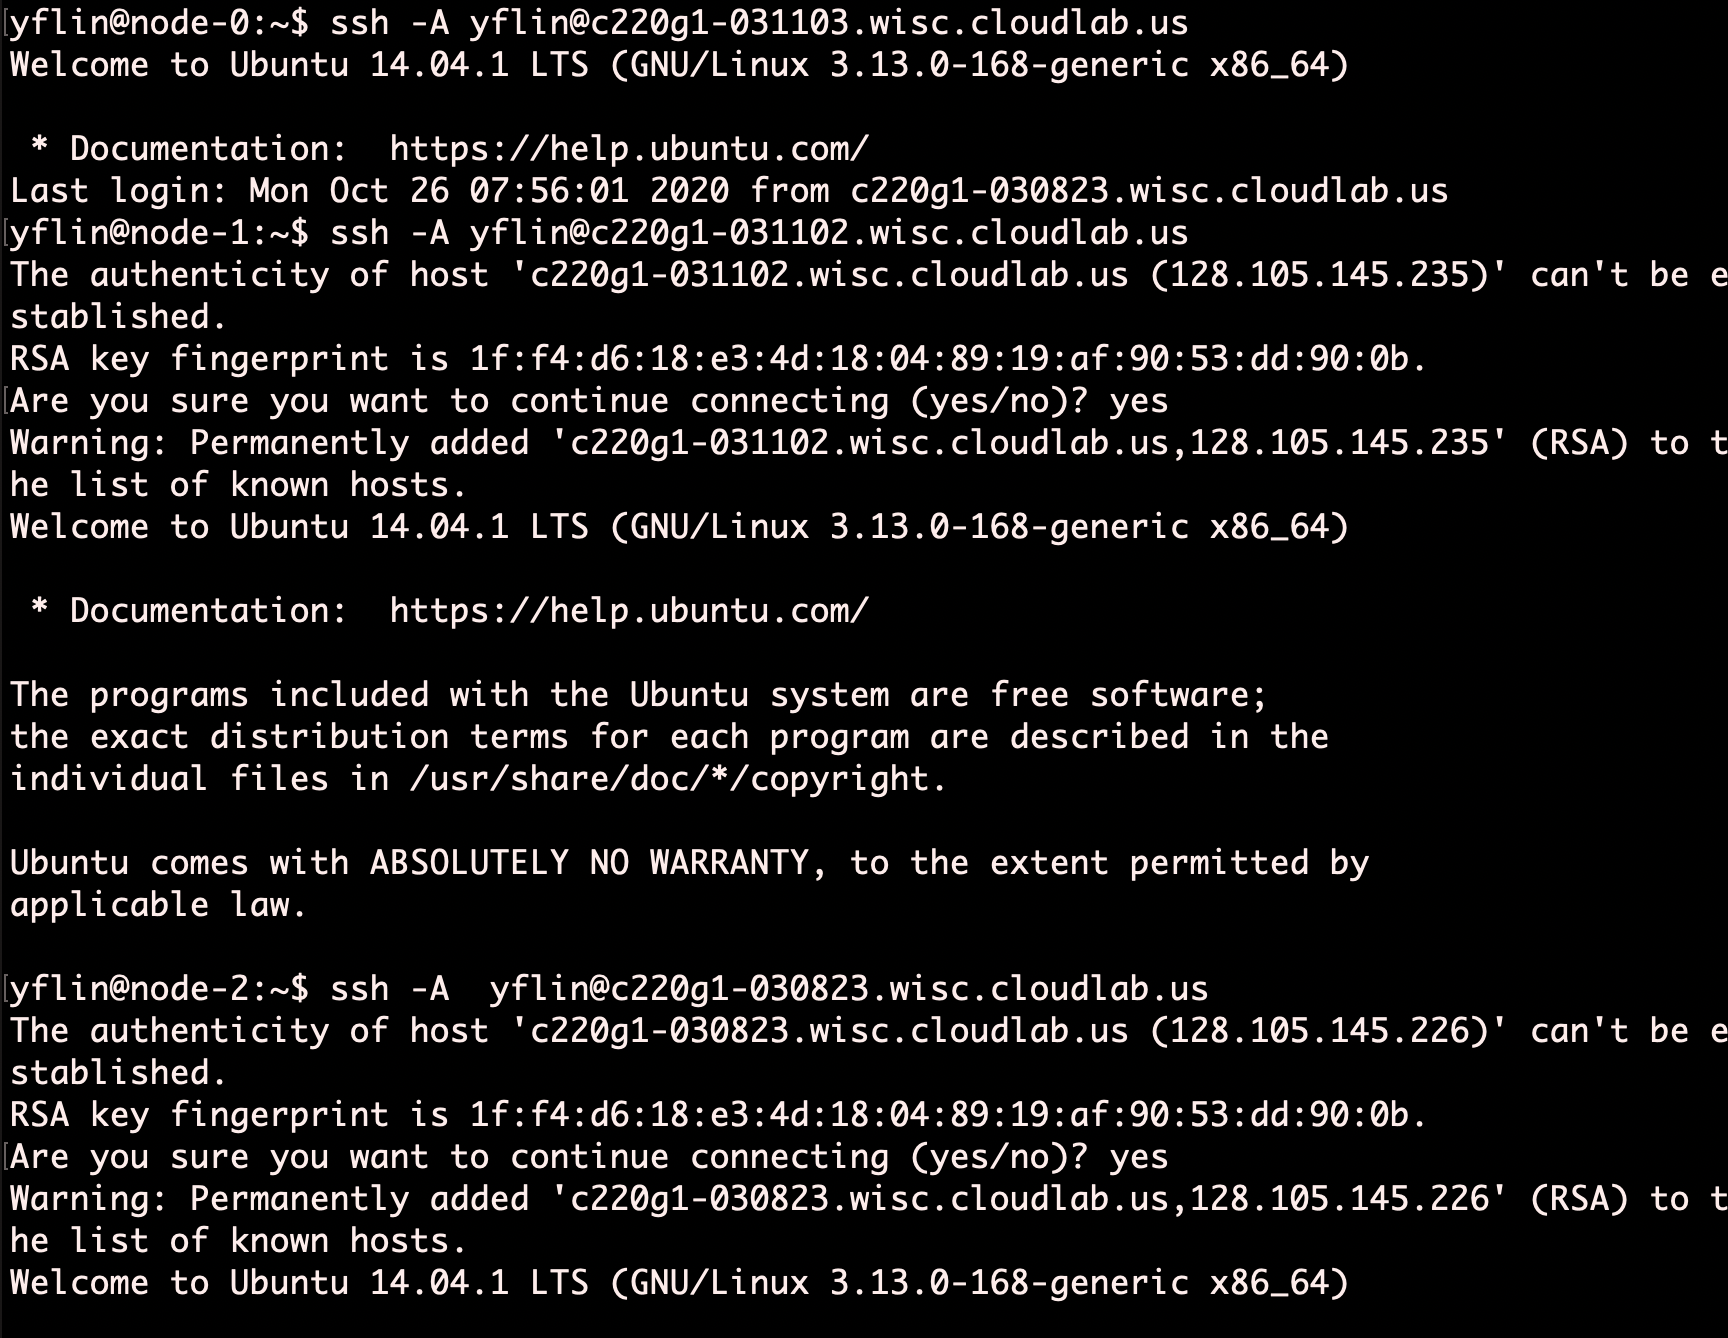 yflin@node-0:~$ ssh -A yflin@c220g1-031103.wisc.cloudlab.us
Welcome to Ubuntu 14.04.1 LTS (GNU/Linux 3.13.0-168-generic x86_64)
* Documentation:  https://help.ubuntu.com/
Last login: Mon Oct 26 07:56:01 2020 from c220g1-030823.wisc.cloudlab.us
yflin@node-1:~$ ssh -A yflin@c220g1-031102.wisc.cloudlab.us
The authenticity of host 'c220g1-031102.wisc.cloudlab.us (128.105.145.235)' can't be e
stablished.
RSA key fingerprint is 1f:f4:d6:18:e3:4d:18:04:89:19:af:90:53:dd:90:0b.
Are you sure you want to continue connecting (yes/no)? yes
Warning: Permanently added 'c220g1-031102.wisc.cloudlab.us,128.105.145.235' (RSA) to t
he list of known hosts.
Welcome to Ubuntu 14.04.1 LTS (GNU/Linux 3.13.0-168-generic x86_64)
* Documentation:  https://help.ubuntu.com/
The programs included with the Ubuntu system are free software;
the exact distribution terms for each program are described in the
individual files in /usr/share/doc/*/copyright.
Ubuntu comes with ABSOLUTELY NO WARRANTY, to the extent permitted by
applicable law.
yflin@node-2:~$ ssh -A  yflin@c220g1-030823.wisc.cloudlab.us
The authenticity of host 'c220g1-030823.wisc.cloudlab.us (128.105.145.226)' can't be e
stablished.
RSA key fingerprint is 1f:f4:d6:18:e3:4d:18:04:89:19:af:90:53:dd:90:0b.
Are you sure you want to continue connecting (yes/no)? yes
Warning: Permanently added 'c220g1-030823.wisc.cloudlab.us,128.105.145.226' (RSA) to t
he list of known hosts.
Welcome to Ubuntu 14.04.1 LTS (GNU/Linux 3.13.0-168-generic x86_64)